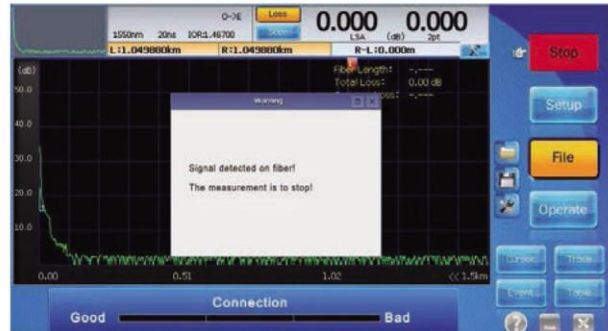 O->E
Loss
0.000 0.000
1550nm 20ns IOR:1.46700
LSA (dB) 2pt
L:1.049880km R:1.049880km R-L:0.000m
Stop
(dB)
Fiber Length: -.---
Total Loss: 0.00 dB
-.---
50.0
Warning
Setup
40.0
Signal detected on fiber!
File
30.0
The measurement is to stop!
20.0
Operate
10.0
Cursor Trace
0.00 0.51 1.02 <<1.5km
Event Table
Connection
Good Bad